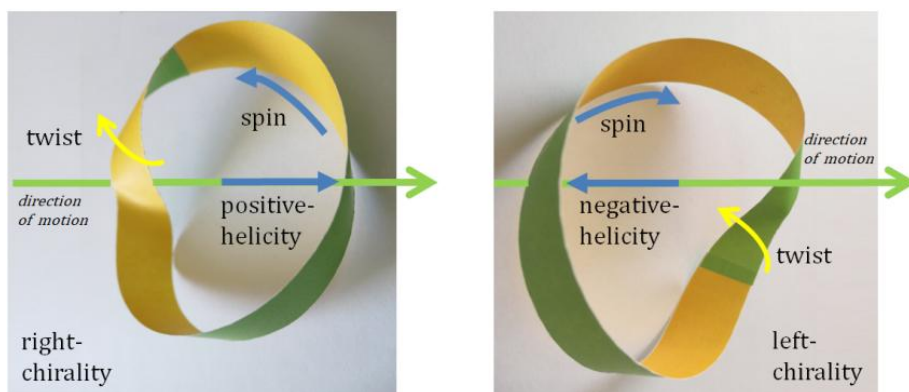 spin
twist
direction
of motion
positive-
helicity
right-
chirality
spin
direction
of motion
negative-
helicity
twist
left-
chirality